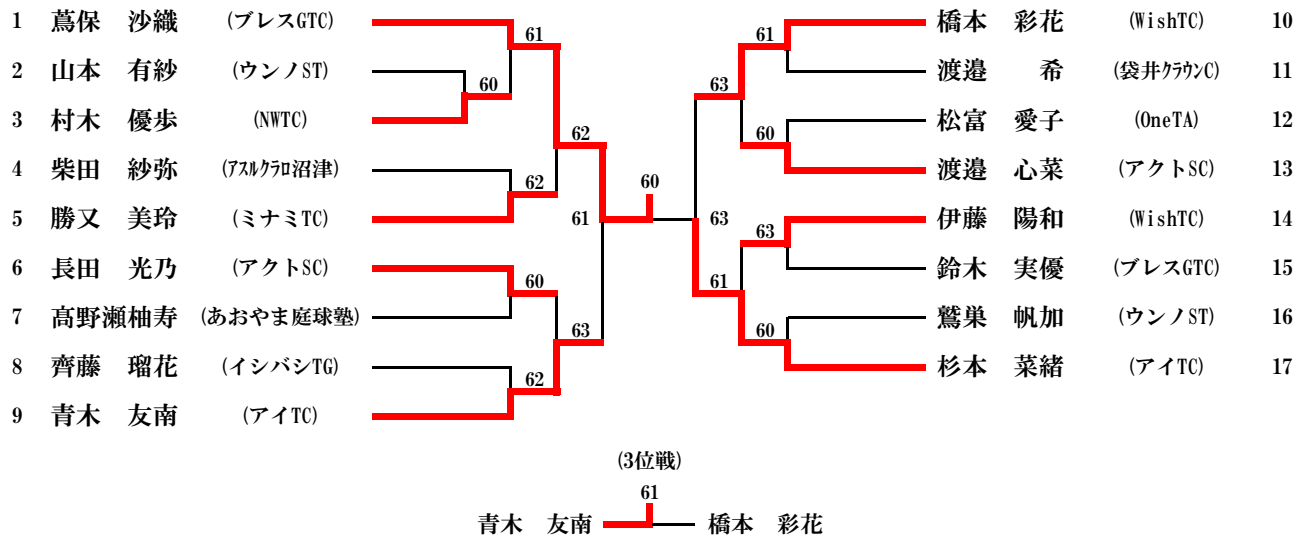 1 蔦保 沙織 (ブレスGTC)
2 山本 有紗 (ウンノST)
3 村木 優歩 (NWTC)
4 柴田 紗弥 (アスルクラロ沼津)
5 勝又 美玲 (ミナミTC)
6 長田 光乃 (アクトSC)
7 髙野瀬柚寿 (あおやま庭球塾)
8 齊藤 瑠花 (イシバシTG)
9 青木 友南 (アイTC)
61
60
62
62
61
60
63
62
60
61
63
60
63
63
61
60
橋本 彩花 (WishTC) 10
渡邉 希 (袋井クラウンC) 11
松富 愛子 (OneTA) 12
渡邉 心菜 (アクトSC) 13
伊藤 陽和 (WishTC) 14
鈴木 実優 (ブレスGTC) 15
鷲巣 帆加 (ウンノST) 16
杉本 菜緒 (アイTC) 17
(3位戦)
61
青木 友南 橋本 彩花